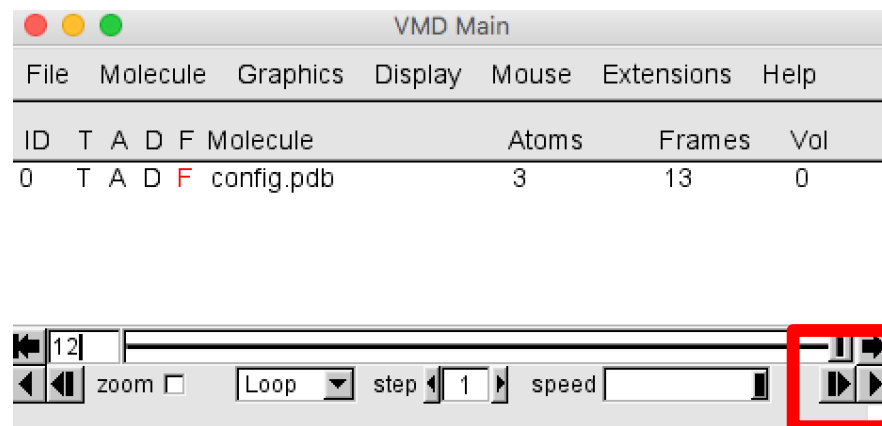 VMD Main
File Molecule Graphics Display Mouse Extensions Help
ID T A D F Molecule Atoms Frames Vol
0 T A D F config.pdb 3 13 0
12
zoom Loop step 1 speed